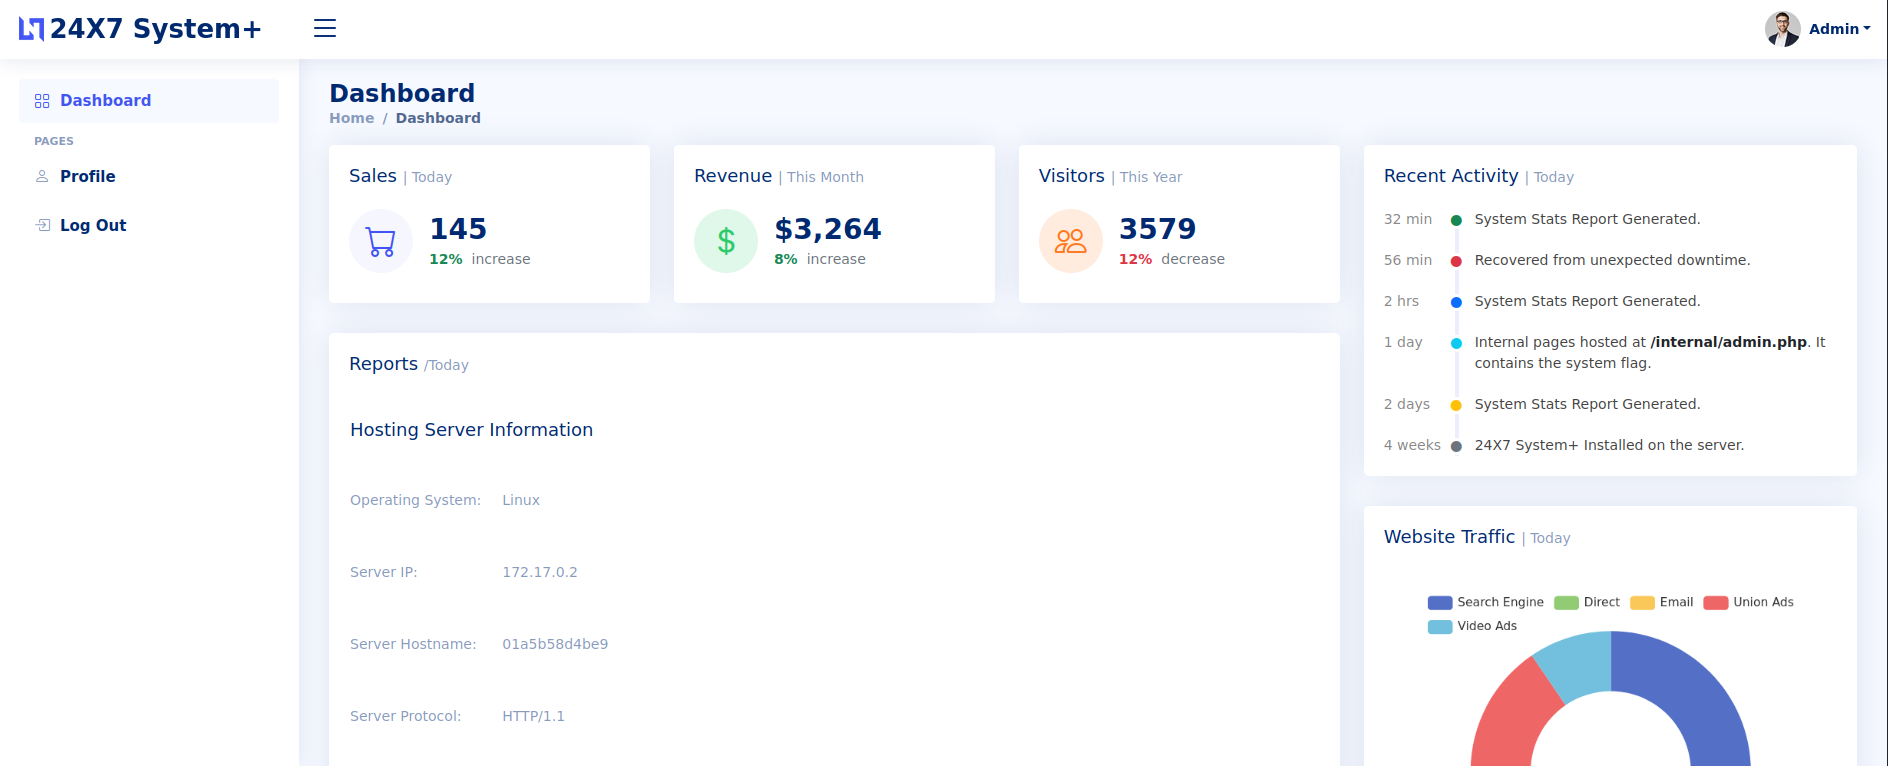 24X7 System+
Admin
Dashboard
PAGES
Profile
Log Out
Dashboard
Home / Dashboard
Sales | Today
145
12% increase
Revenue | This Month
$3,264
8% increase
Visitors | This Year
3579
12% decrease
Reports /Today
Hosting Server Information
Operating System: Linux
Server IP: 172.17.0.2
Server Hostname: 01a5b58d4be9
Server Protocol: HTTP/1.1
Recent Activity | Today
32 min System Stats Report Generated.
56 min Recovered from unexpected downtime.
2 hrs System Stats Report Generated.
1 day Internal pages hosted at /internal/admin.php. It
contains the system flag.
2 days System Stats Report Generated.
4 weeks 24X7 System+ Installed on the server.
Website Traffic | Today
Search Engine Direct Email Union Ads
Video Ads